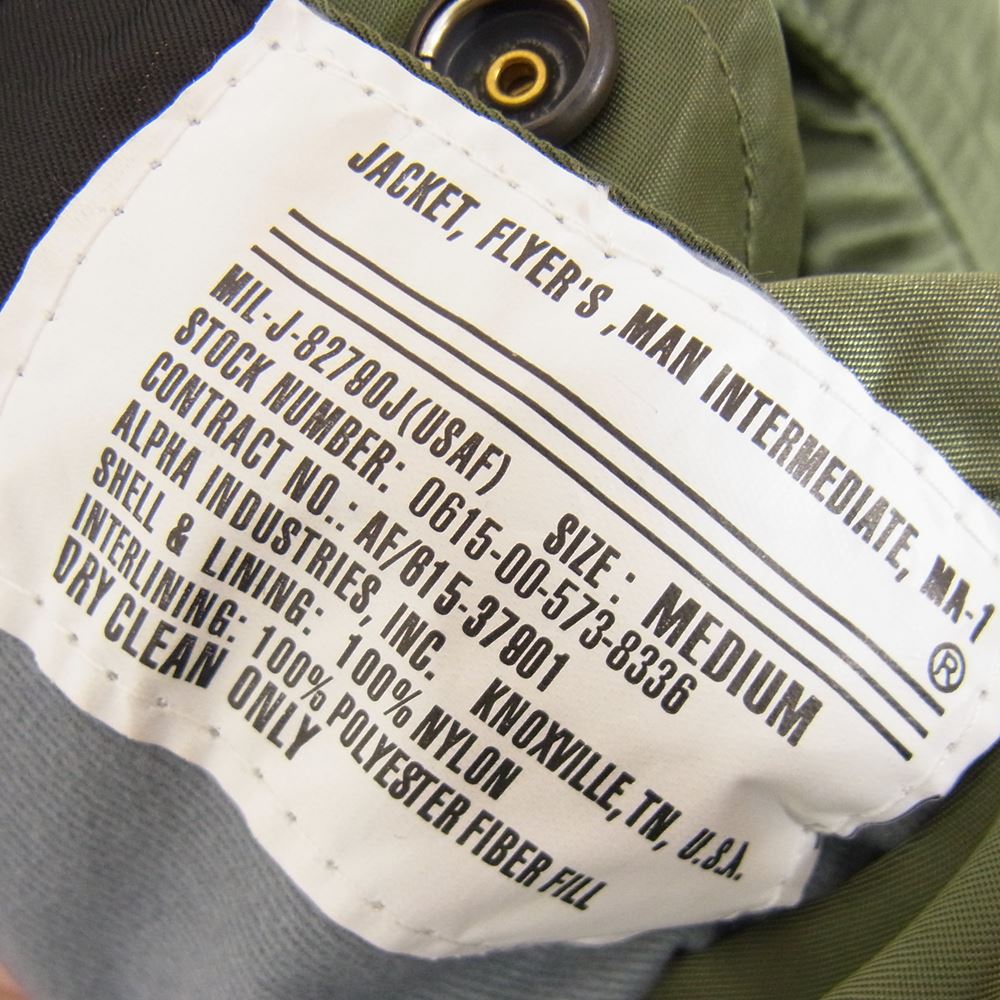 JACKET, FLYER'S, MAN INTERMEDIATE, MA-1
®
SIZE: MEDIUM
MIL-J-82790J (USAF)
STOCK NUMBER: 0615-00-573-8336
CONTRACT NO.: AF/615-37901
ALPHA INDUSTRIES, INC. KNOXVILLE, TN, U.S.A.
SHELL & LINING: 100% NYLON
INTERLINING: 100% POLYESTER FIBER FILL
DRY CLEAN ONLY